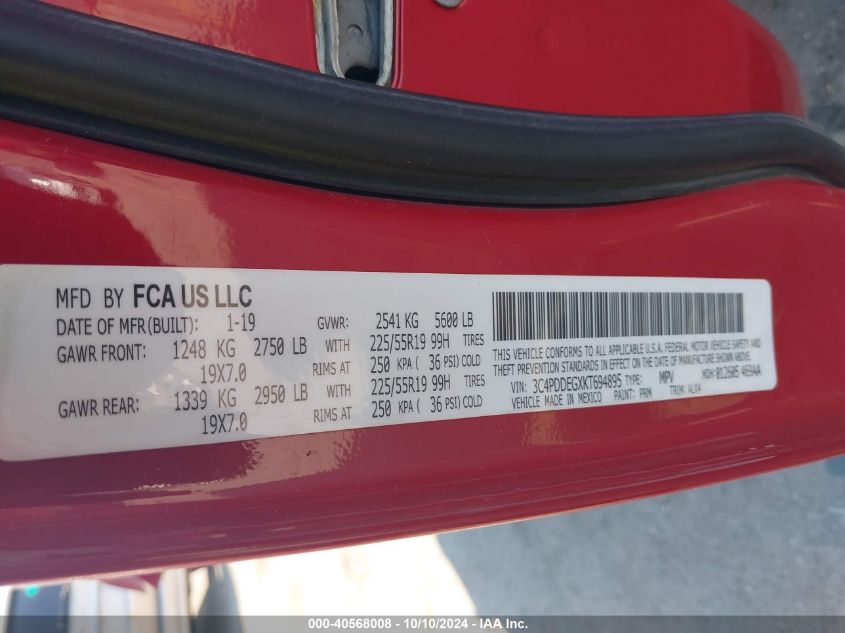 MFD BY FCA US LLC
DATE OF MFR(BUILT): 1-19 GVWR: 2541 KG 5600 LB
GAWR FRONT: 1248 KG 2750 LB WITH 225/55R19 99H TIRES
19X7.0 RIMS AT 250 KPA ( 36 PSI) COLD
GAWR REAR: 1339 KG 2950 LB WITH 225/55R19 99H TIRES
19X7.0 RIMS AT 250 KPA ( 36 PSI) COLD
THIS VEHICLE CONFORMS TO ALL APPLICABLE U.S.A. FEDERAL MOTOR VEHICLE SAFETY AND
THEFT PREVENTION STANDARDS IN EFFECT ON THE DATE OF MANUFACTURE SHOWN ABOVE.
VIN: 3C4PDDEGXKT694895 TYPE: MPV MDH: 012605 469AA
VEHICLE MADE IN MEXICO PAINT: PRM TRIM: ALX9
000-40568008 - 10/10/2024 - IAA Inc.